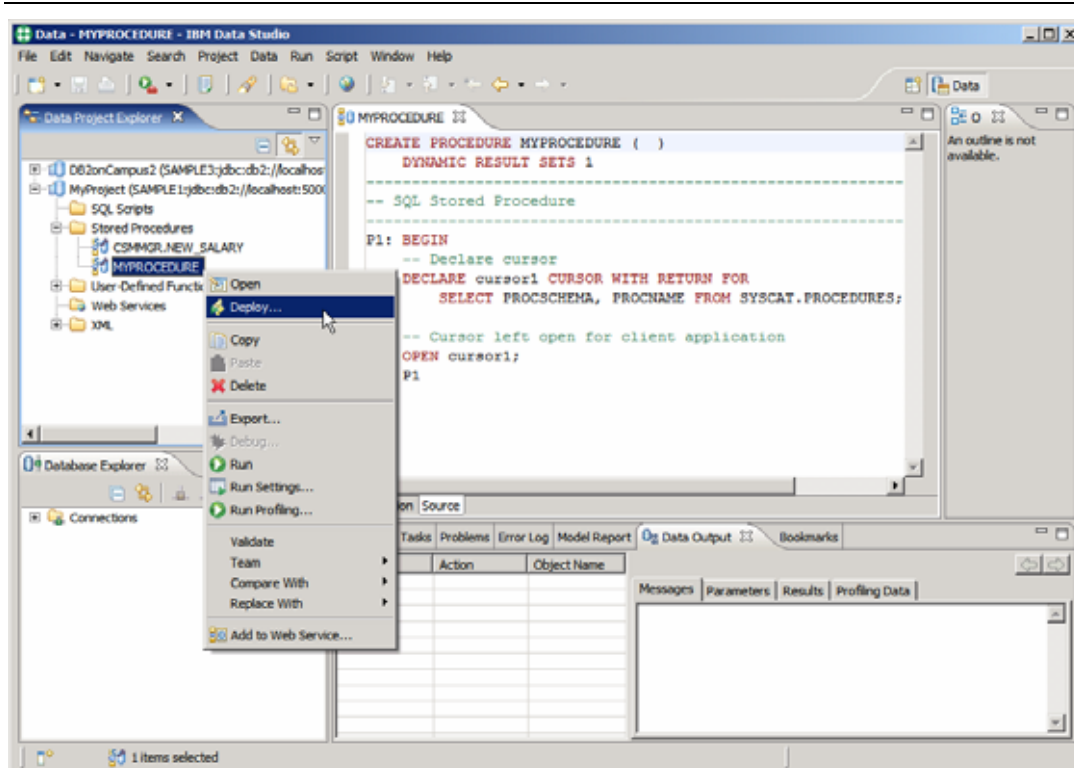 Data - MYPROCEDURE - IBM Data Studio
File Edit Navigate Search Project Data Run Script Window Help
Data
Data Project Explorer
DB2onCampus2 (SAMPLE3:jdbc:db2://localhos
MyProject (SAMPLE1:jdbc:db2://localhost:5000
SQL Scripts
Stored Procedures
CSMMGR.NEW_SALARY
MYPROCEDURE
User-Defined Functio
Web Services
XML
Open
Deploy...
Copy
Paste
Delete
Export...
Debug...
Run
Run Settings...
Run Profiling...
Validate
Team
Compare With
Replace With
Add to Web Service...
MYPROCEDURE
CREATE PROCEDURE MYPROCEDURE ( )
DYNAMIC RESULT SETS 1
------------------------------------------------------------------------
-- SQL Stored Procedure
------------------------------------------------------------------------
P1: BEGIN
-- Declare cursor
DECLARE cursor1 CURSOR WITH RETURN FOR
SELECT PROCSCHEMA, PROCNAME FROM SYSCAT.PROCEDURES;
-- Cursor left open for client application
OPEN cursor1;
P1
on Source
O
An outline is not
available.
Database Explorer
Connections
Tasks Problems Error Log Model Report Data Output Bookmarks
Action Object Name
Messages Parameters Results Profiling Data
1 items selected